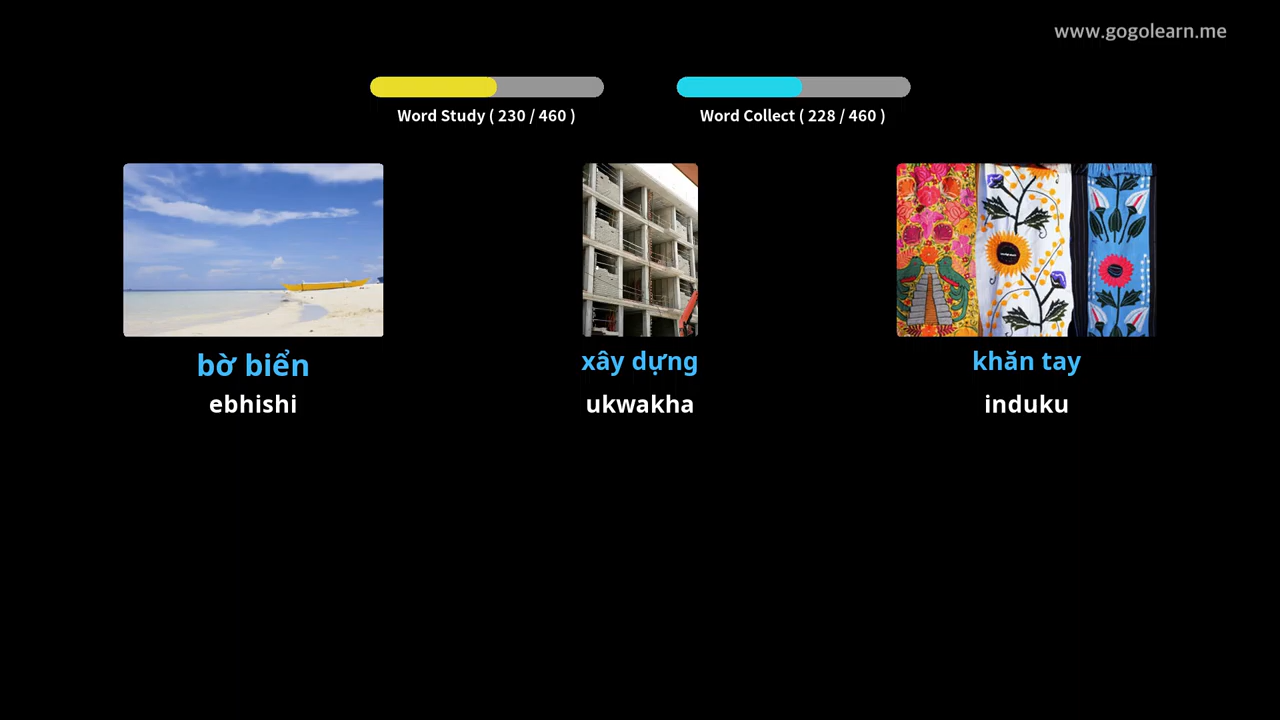 www.gogolearn.me
Word Study ( 230 / 460 )
Word Collect ( 228 / 460 )
bờ biển
xây dựng
khăn tay
ebhishi
ukwakha
induku